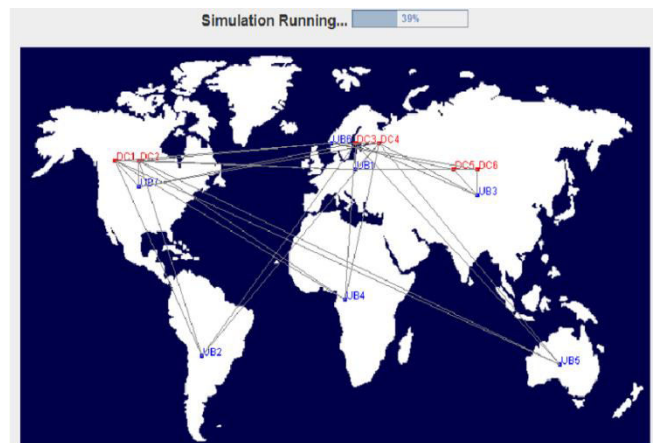 Simulation Running... 39%
UB6 DC3 DC4
DC1 DC2
UB1 DC5 DC6
UB7
UB3
UB4
UB2
UB5